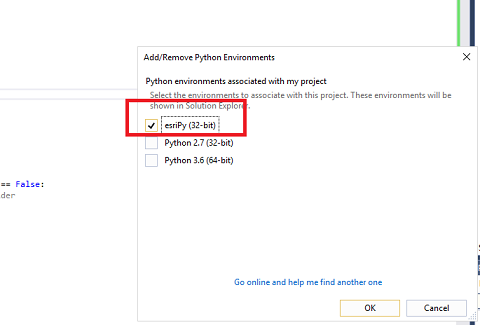 Add/Remove Python Environments
Python environments associated with my project
Select the environments to associate with this project. These environments will be
shown in Solution Explorer.
esriPy (32-bit)
Python 2.7 (32-bit)
Python 3.6 (64-bit)
== False:
der
Go online and help me find another one
OK
Cancel